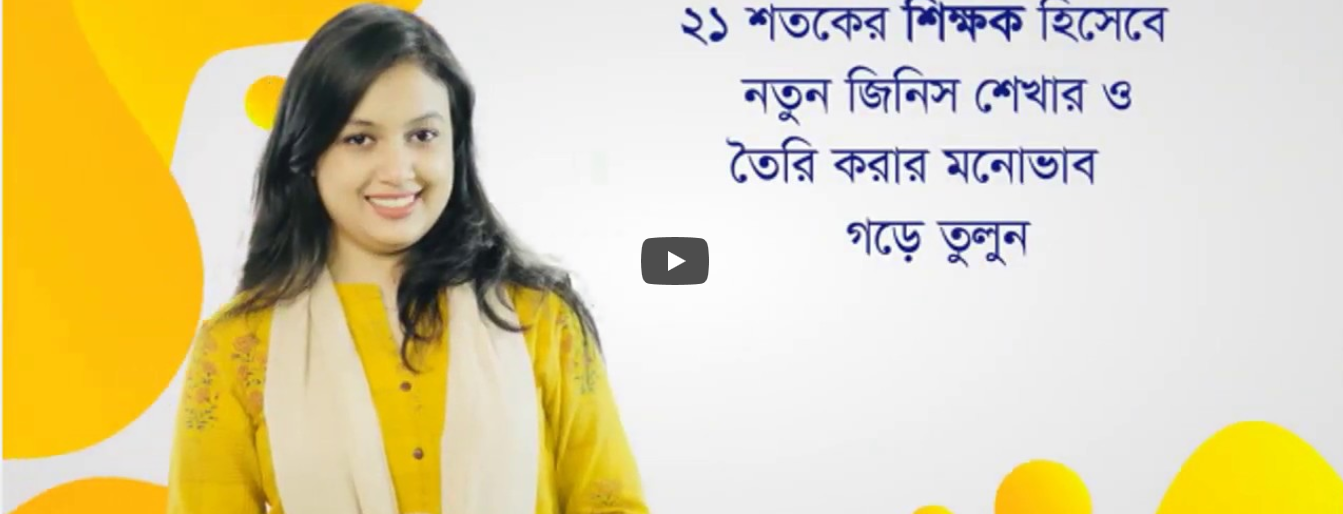 ২১ শতকের শিক্ষক হিসেবে
নতুন জিনিস শেখার ও
তৈরি করার মনোভাব
গড়ে তুলুন